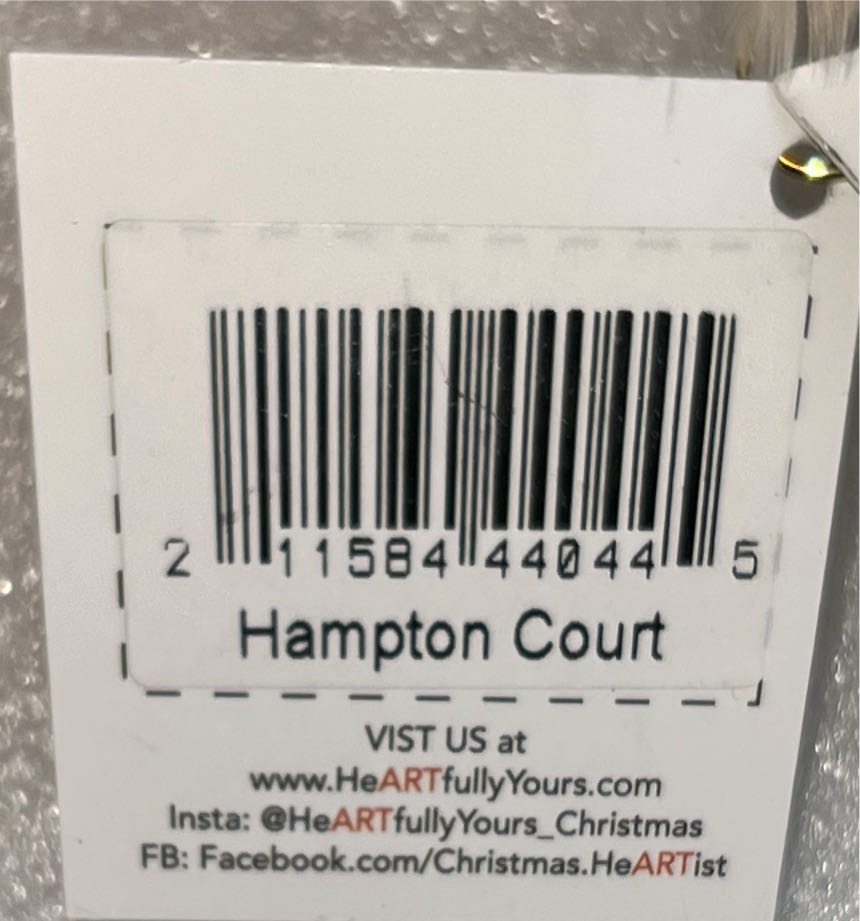 2 11584 44044 5
Hampton Court
VIST US at
www.HeARTfullyYours.com
Insta: @HeARTfullyYours_Christmas
FB: Facebook.com/Christmas.HeARTist